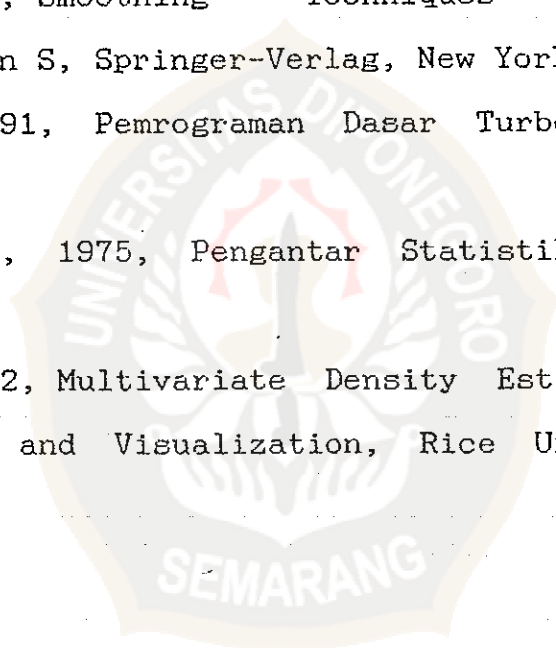 , Smoothing Techniques
n S, Springer-Verlag, New York
91, Pemrograman Dasar Turb
, 1975, Pengantar Statisti
2, Multivariate Density Est
and Visualization, Rice U
UNIVERSITAS DIPONEGORO
SEMARANG